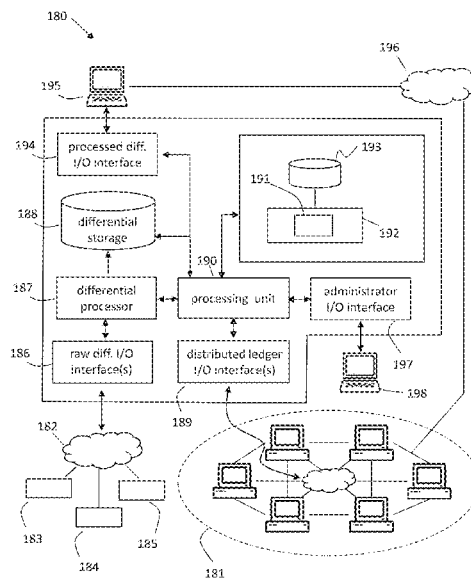 180
196
195
194
processed diff. I/O interface
193
191
192
188
differential storage
190
187
differential processor
processing unit
administrator I/O interface
186
raw diff. I/O interface(s)
distributed ledger I/O interface(s)
197
189
198
182
183
184
185
181